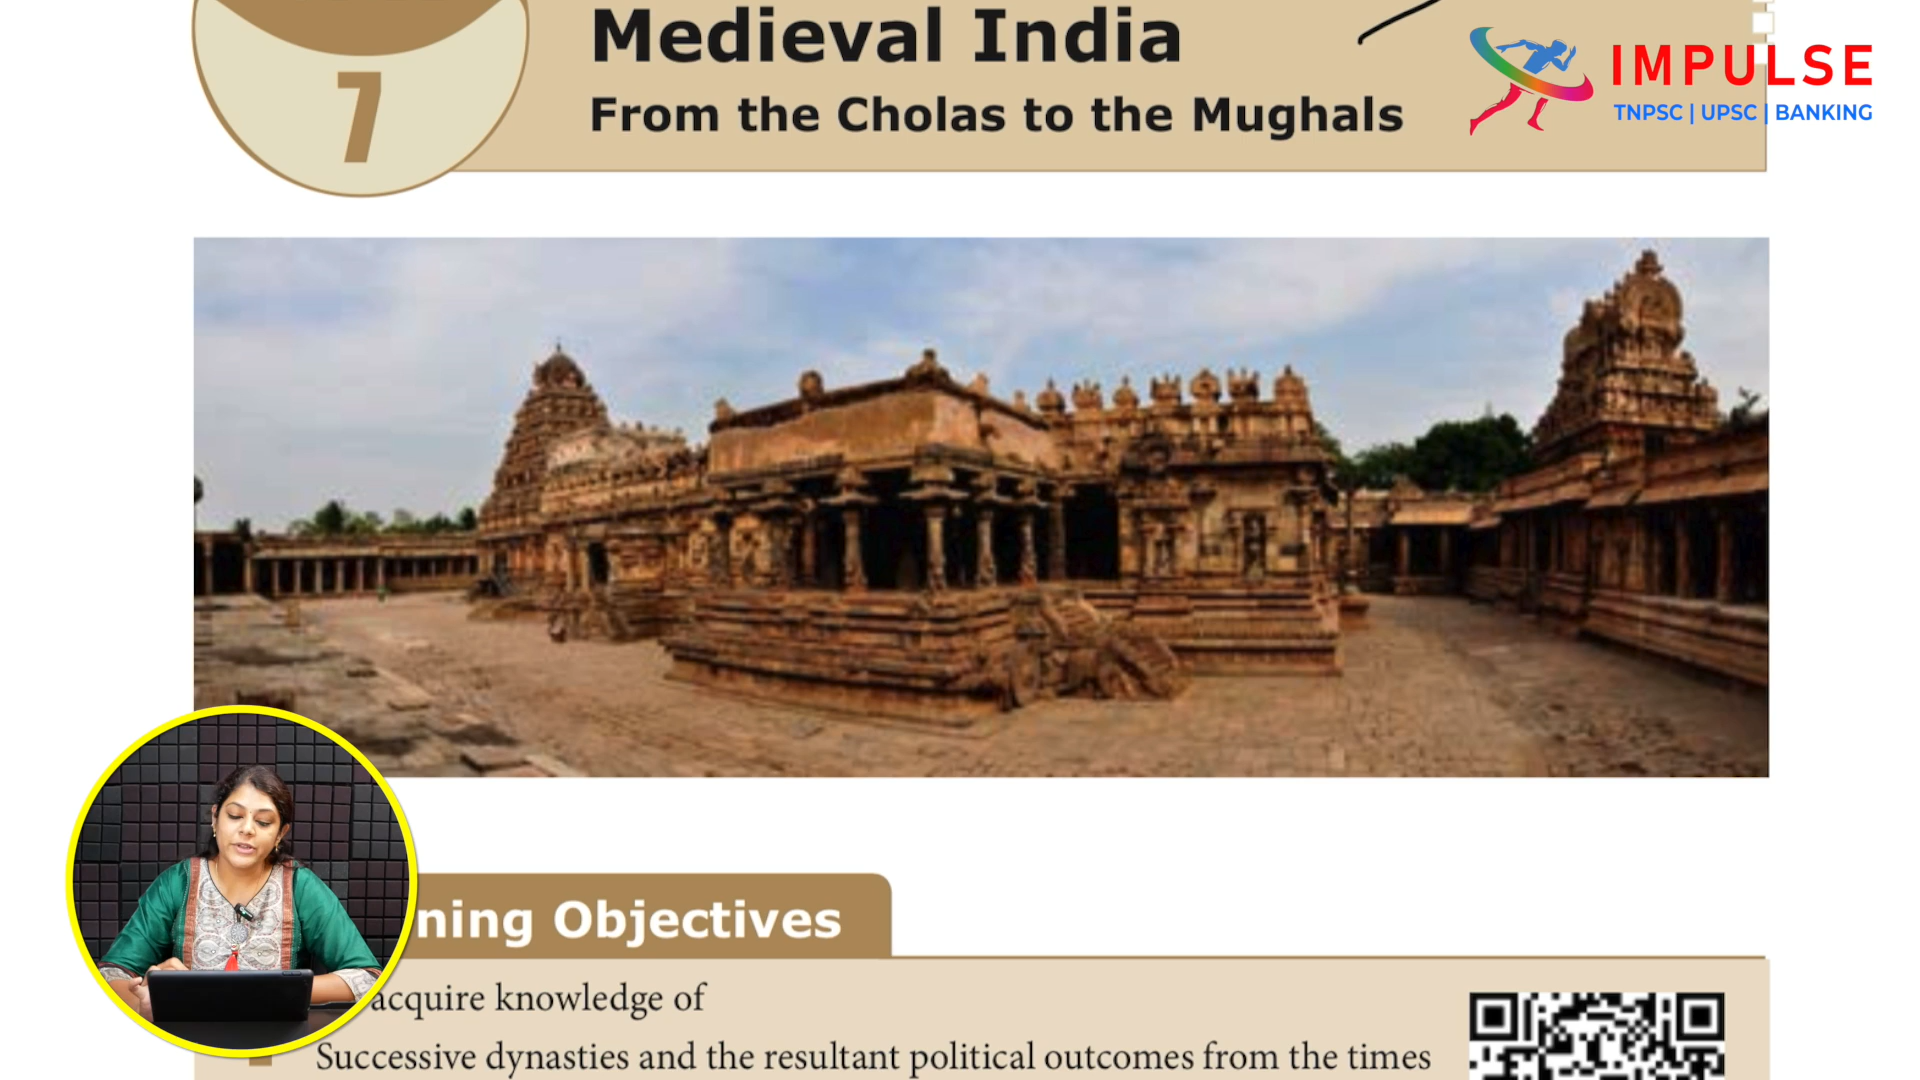 7
Medieval India
From the Cholas to the Mughals
IMPULSE
TNPSC | UPSC | BANKING
ning Objectives
acquire knowledge of
Successive dynasties and the resultant political outcomes from the times